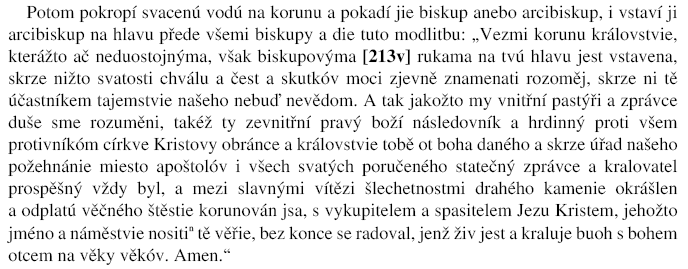 Potom pokropí svacenú vodú na korunu a pokadí jie biskup anebo arcibiskup, i vstaví ji
arcibiskup na hlavu přede všemi biskupy a die tuto modlitbu: „Vezmi korunu královstvie,
kterážto ač neduostojnýma, však biskupovýma [213v] rukama na tvú hlavu jest vstavena,
skrze nižto svatosti chválu a čest a skutkóv moci zjevně znamenati rozoměj, skrze ni tě
účastníkem tajemstvie našeho nebuď nevědom. A tak jakožto my vnitřní pastýři a zprávce
duše sme rozuměni, takéž ty zevnitřní pravý boží následovník a hrdinný proti všem
protivníkóm církve Kristovy obránce a královstvie tobě ot boha daného a skrze úřad našeho
požehnánie miesto apoštolóv i všech svatých poručeného statečný zprávce a kralovatel
prospěšný vždy byl, a mezi slavnými vítězi šlechetnostmi drahého kamenie okrášlen
a odplatú věčného štěstie korunován jsa, s vykupitelem a spasitelem Jezu Kristem, jehožto
jméno a náměstvie nositiⁿ tě věřie, bez konce se radoval, jenž živ jest a kraluje buoh s bohem
otcem na věky věkóv. Amen.“